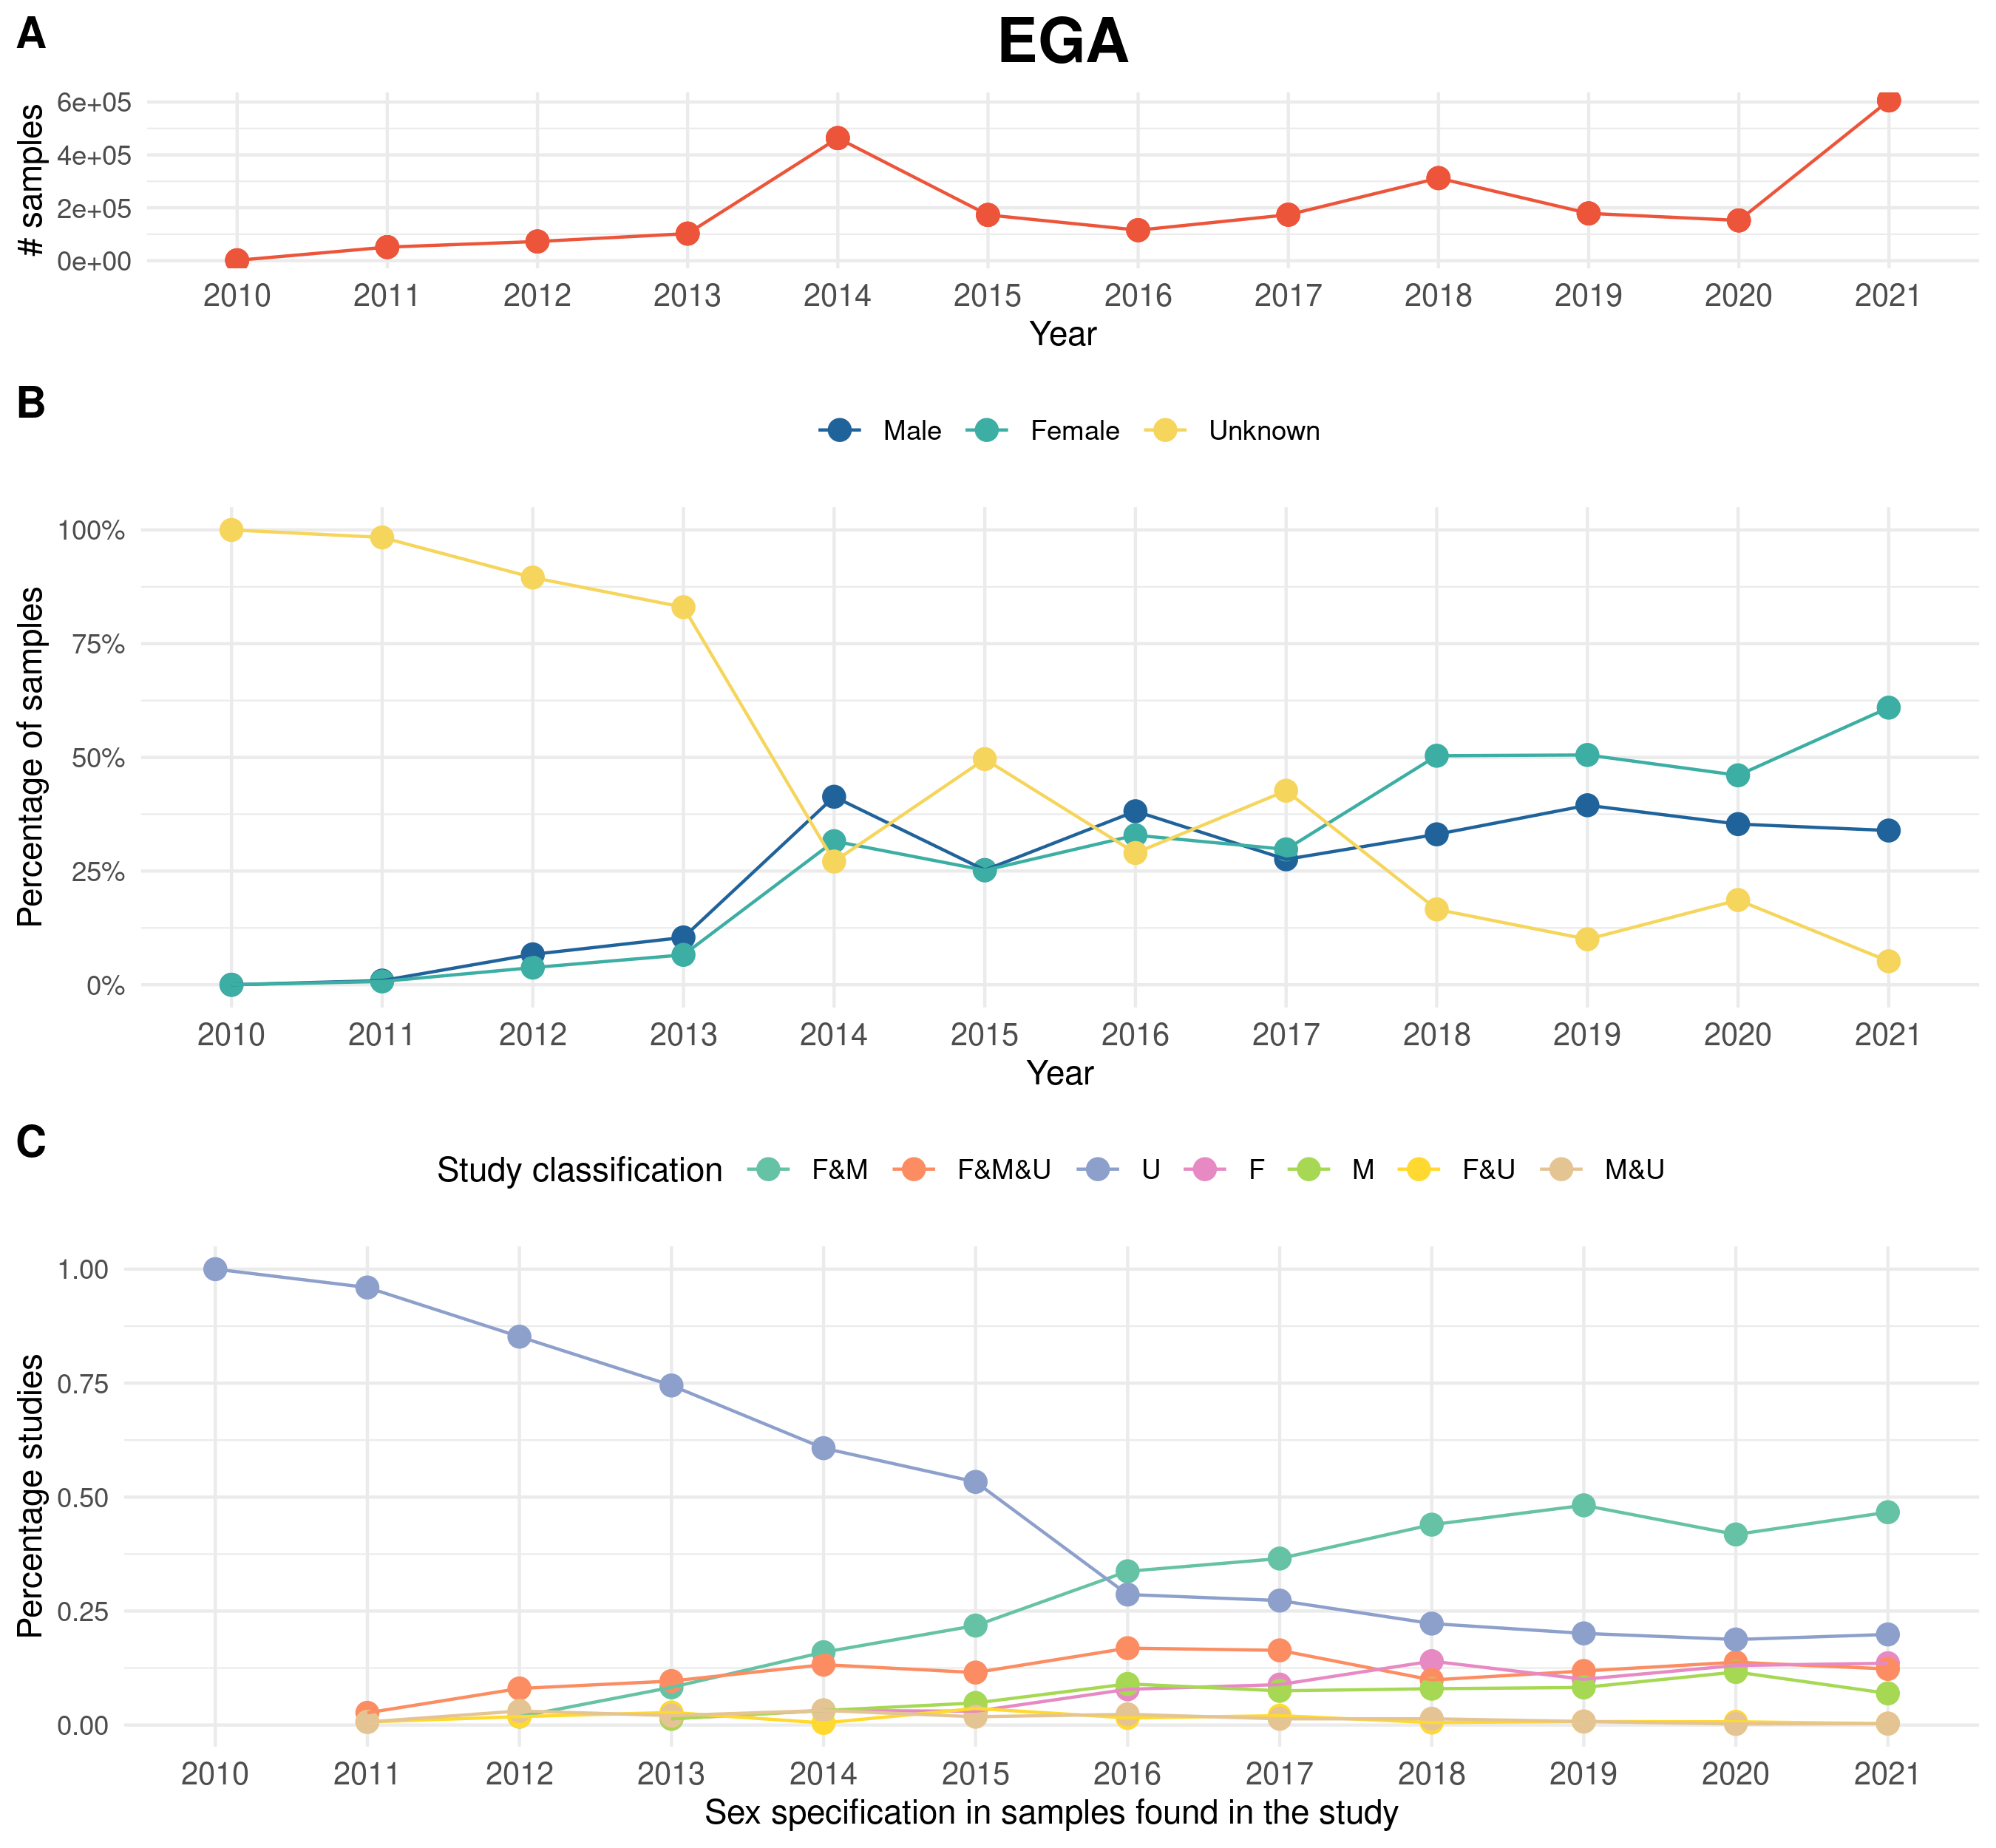 A
EGA
# samples
6e+05
4e+05
2e+05
0e+00
2010 2011 2012 2013 2014 2015 2016 2017 2018 2019 2020 2021
Year
B
Male Female Unknown
Percentage of samples
100%
75%
50%
25%
0%
2010 2011 2012 2013 2014 2015 2016 2017 2018 2019 2020 2021
Year
C
Study classification F&M F&M&U U F M F&U M&U
Percentage studies
1.00
0.75
0.50
0.25
0.00
2010 2011 2012 2013 2014 2015 2016 2017 2018 2019 2020 2021
Sex specification in samples found in the study